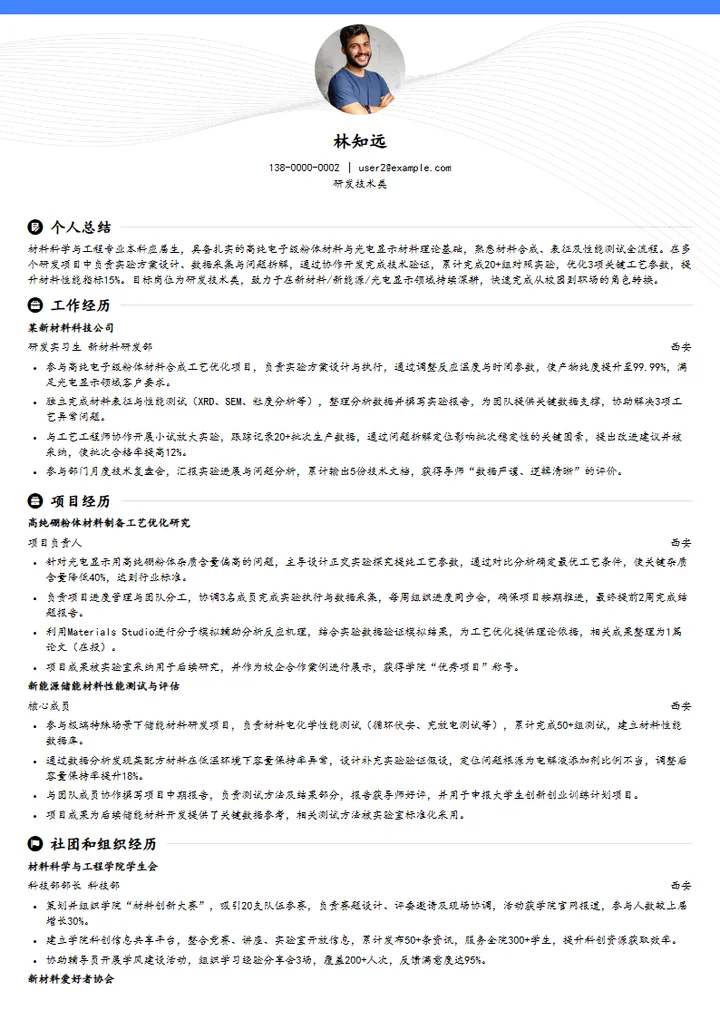 林知远
138-0000-0002 | user2@example.com
研发技术类
个人总结
材料科学与工程专业本科应届生，具备扎实的高纯电子级粉体材料与光电显示材料理论基础，熟悉材料合成、表征及性能测试全流程。在多
个研发项目中负责实验方案设计、数据采集与问题拆解，通过协作开发完成技术验证，累计完成20+组对照实验，优化3项关键工艺参数，提
升材料性能指标15%。目标岗位为研发技术类，致力于在新材料/新能源/光电显示领域持续深耕，快速完成从校园到职场的角色转换。
工作经历
某新材料科技公司
研发实习生 新材料研发部 西安
• 参与高纯电子级粉体材料合成工艺优化项目，负责实验方案设计与执行，通过调整反应温度与时间参数，使产物纯度提升至99.99%，满
足光电显示领域客户要求。
• 独立完成材料表征与性能测试（XRD、SEM、粒度分析等），整理分析数据并撰写实验报告，为团队提供关键数据支撑，协助解决3项工
艺异常问题。
• 与工艺工程师协作开展小试放大实验，跟踪记录20+批次生产数据，通过问题拆解定位影响批次稳定性的关键因素，提出改进建议并被
采纳，使批次合格率提高12%。
• 参与部门月度技术复盘会，汇报实验进展与问题分析，累计输出5份技术文档，获得导师“数据严谨、逻辑清晰”的评价。
项目经历
高纯硼粉体材料制备工艺优化研究
项目负责人 西安
• 针对光电显示用高纯硼粉体杂质含量偏高的问题，主导设计正交实验探究提纯工艺参数，通过对比分析确定最优工艺条件，使关键杂质
含量降低40%，达到行业标准。
• 负责项目进度管理与团队分工，协调3名成员完成实验执行与数据采集，每周组织进度同步会，确保项目按期推进，最终提前2周完成结
题报告。
• 利用Materials Studio进行分子模拟辅助分析反应机理，结合实验数据验证模拟结果，为工艺优化提供理论依据，相关成果整理为1篇
论文（在投）。
• 项目成果被实验室采纳用于后续研究，并作为校企合作案例进行展示，获得学院“优秀项目”称号。
新能源储能材料性能测试与评估
核心成员 西安
• 参与极端特殊场景下储能材料研发项目，负责材料电化学性能测试（循环伏安、充放电测试等），累计完成50+组测试，建立材料性能
数据库。
• 通过数据分析发现某配方材料在低温环境下容量保持率异常，设计补充实验验证假设，定位问题根源为电解液添加剂比例不当，调整后
容量保持率提升18%。
• 与团队成员协作撰写项目中期报告，负责测试方法及结果部分，报告获导师好评，并用于申报大学生创新创业训练计划项目。
• 项目成果为后续储能材料开发提供了关键数据参考，相关测试方法被实验室标准化采用。
社团和组织经历
材料科学与工程学院学生会
科技部部长 科技部 西安
• 策划并组织学院“材料创新大赛”，吸引20支队伍参赛，负责赛题设计、评委邀请及现场协调，活动获学院官网报道，参与人数较上届
增长30%。
• 建立学院科创信息共享平台，整合竞赛、讲座、实验室开放信息，累计发布50+条资讯，服务全院300+学生，提升科创资源获取效率。
• 协助辅导员开展学风建设活动，组织学习经验分享会3场，覆盖200+人次，反馈满意度达95%。
新材料爱好者协会